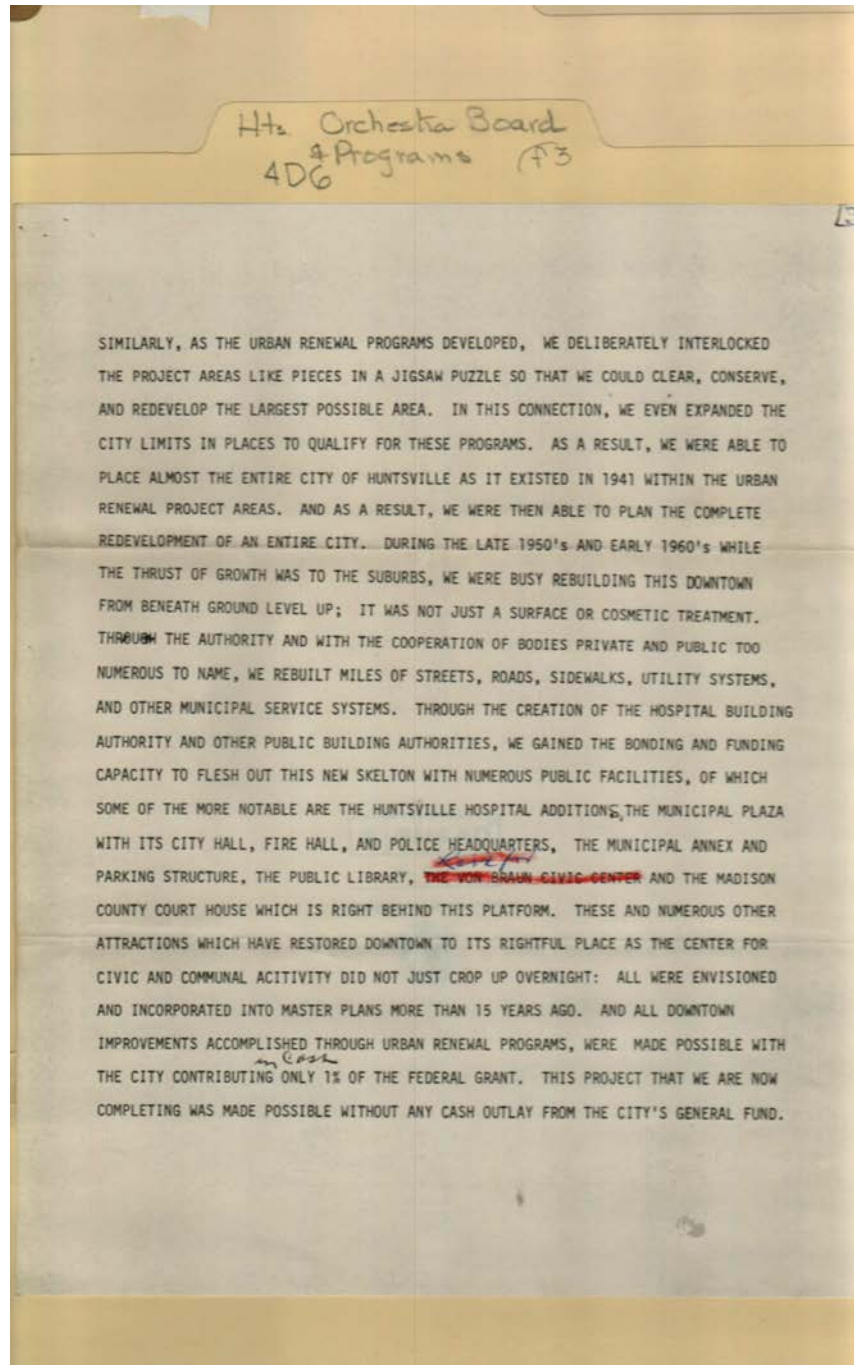 Hts. Orchestra Board
& Programs
4D6 (f3
SIMILARLY, AS THE URBAN RENEWAL PROGRAMS DEVELOPED, WE DELIBERATELY INTERLOCKED
THE PROJECT AREAS LIKE PIECES IN A JIGSAW PUZZLE SO THAT WE COULD CLEAR, CONSERVE,
AND REDEVELOP THE LARGEST POSSIBLE AREA. IN THIS CONNECTION, WE EVEN EXPANDED THE
CITY LIMITS IN PLACES TO QUALIFY FOR THESE PROGRAMS. AS A RESULT, WE WERE ABLE TO
PLACE ALMOST THE ENTIRE CITY OF HUNTSVILLE AS IT EXISTED IN 1941 WITHIN THE URBAN
RENEWAL PROJECT AREAS. AND AS A RESULT, WE WERE THEN ABLE TO PLAN THE COMPLETE
REDEVELOPMENT OF AN ENTIRE CITY. DURING THE LATE 1950's AND EARLY 1960's WHILE
THE THRUST OF GROWTH WAS TO THE SUBURBS, WE WERE BUSY REBUILDING THIS DOWNTOWN
FROM BENEATH GROUND LEVEL UP; IT WAS NOT JUST A SURFACE OR COSMETIC TREATMENT.
THROUGH THE AUTHORITY AND WITH THE COOPERATION OF BODIES PRIVATE AND PUBLIC TOO
NUMEROUS TO NAME, WE REBUILT MILES OF STREETS, ROADS, SIDEWALKS, UTILITY SYSTEMS,
AND OTHER MUNICIPAL SERVICE SYSTEMS. THROUGH THE CREATION OF THE HOSPITAL BUILDING
AUTHORITY AND OTHER PUBLIC BUILDING AUTHORITIES, WE GAINED THE BONDING AND FUNDING
CAPACITY TO FLESH OUT THIS NEW SKELTON WITH NUMEROUS PUBLIC FACILITIES, OF WHICH
SOME OF THE MORE NOTABLE ARE THE HUNTSVILLE HOSPITAL ADDITIONS, THE MUNICIPAL PLAZA
WITH ITS CITY HALL, FIRE HALL, AND POLICE HEADQUARTERS, THE MUNICIPAL ANNEX AND
PARKING STRUCTURE, THE PUBLIC LIBRARY, THE VON BRAUN CIVIC CENTER AND THE MADISON
COUNTY COURT HOUSE WHICH IS RIGHT BEHIND THIS PLATFORM. THESE AND NUMEROUS OTHER
ATTRACTIONS WHICH HAVE RESTORED DOWNTOWN TO ITS RIGHTFUL PLACE AS THE CENTER FOR
CIVIC AND COMMUNAL ACITIVITY DID NOT JUST CROP UP OVERNIGHT: ALL WERE ENVISIONED
AND INCORPORATED INTO MASTER PLANS MORE THAN 15 YEARS AGO. AND ALL DOWNTOWN
IMPROVEMENTS ACCOMPLISHED THROUGH URBAN RENEWAL PROGRAMS, WERE MADE POSSIBLE WITH
in Cash
THE CITY CONTRIBUTING ONLY 1% OF THE FEDERAL GRANT. THIS PROJECT THAT WE ARE NOW
COMPLETING WAS MADE POSSIBLE WITHOUT ANY CASH OUTLAY FROM THE CITY'S GENERAL FUND.